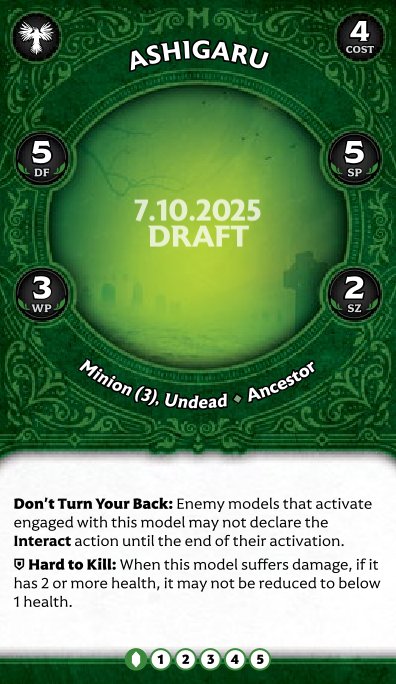 4
COST
ASHIGARU
5
DF
5
SP
7.10.2025
DRAFT
3
WP
2
SZ
Minion (3), Undead • Ancestor
Don't Turn Your Back: Enemy models that activate
engaged with this model may not declare the
Interact action until the end of their activation.
Hard to Kill: When this model suffers damage, if it
has 2 or more health, it may not be reduced to below
1 health.
1 2 3 4 5